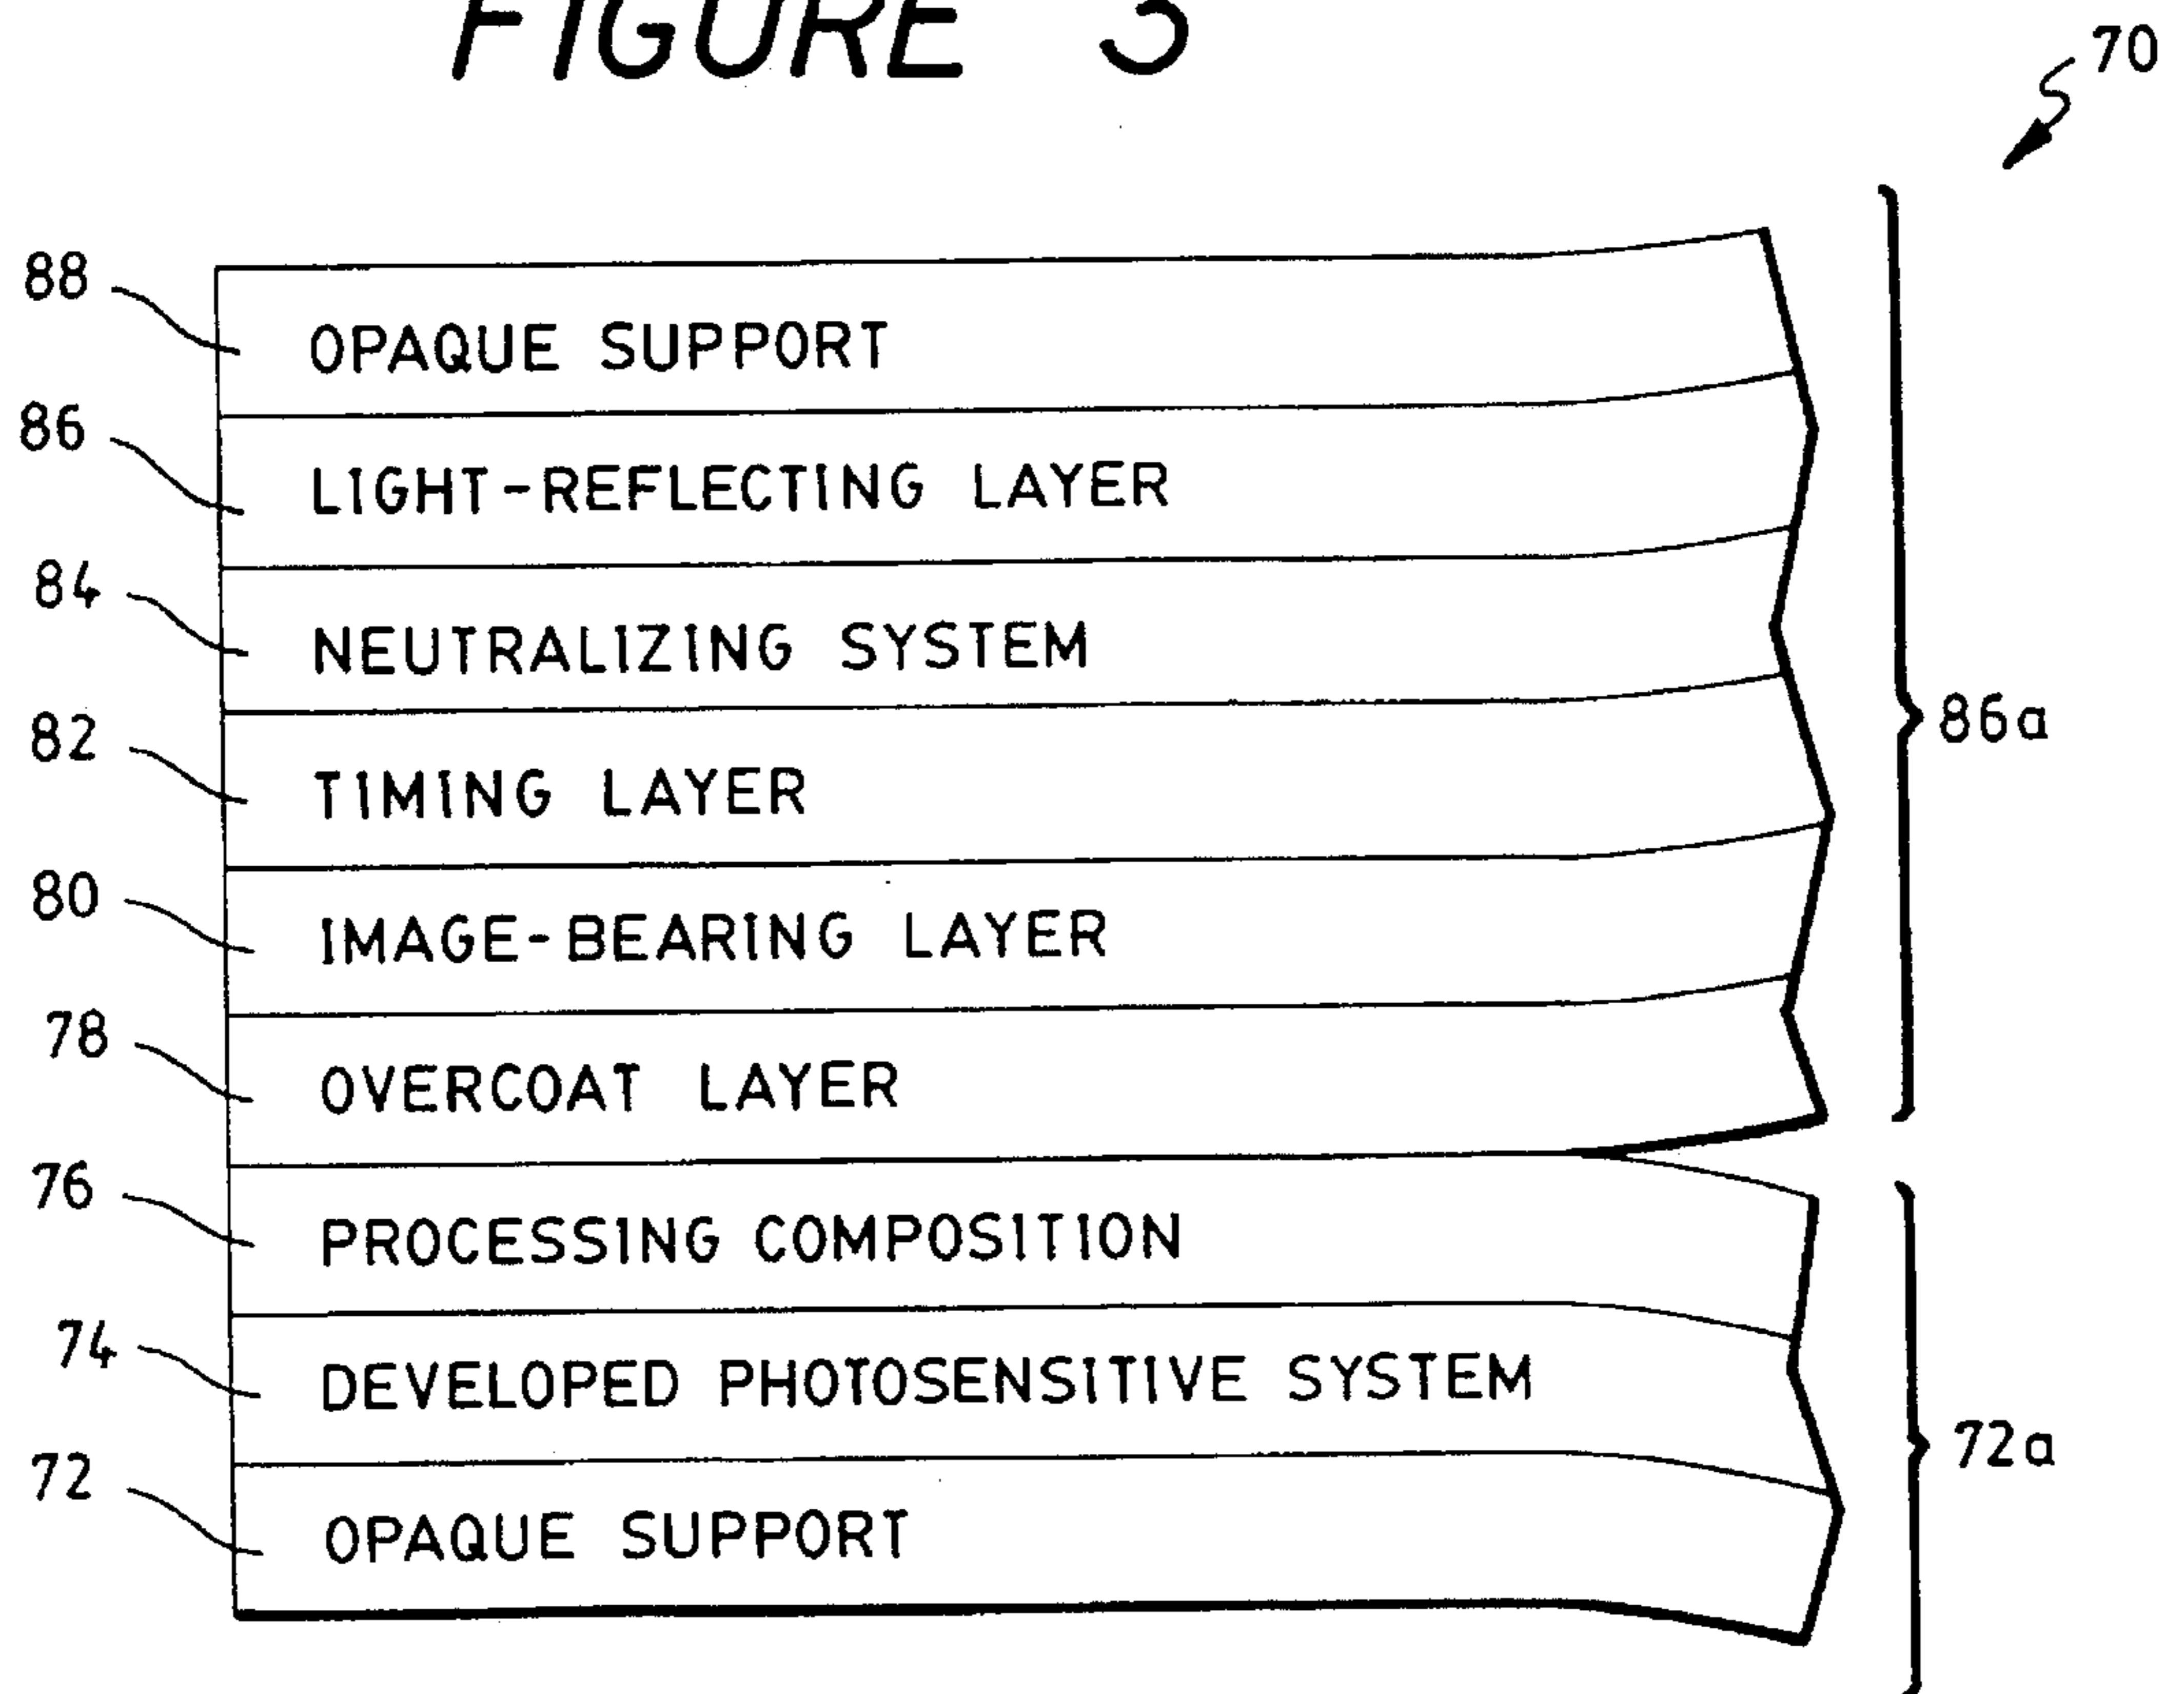 FIGURE 3
70
88
OPAQUE SUPPORT
86
LIGHT-REFLECTING LAYER
84
NEUTRALIZING SYSTEM
86a
82
TIMING LAYER
80
IMAGE-BEARING LAYER
78
OVERCOAT LAYER
76
PROCESSING COMPOSITION
74
DEVELOPED PHOTOSENSITIVE SYSTEM
72a
72
OPAQUE SUPPORT